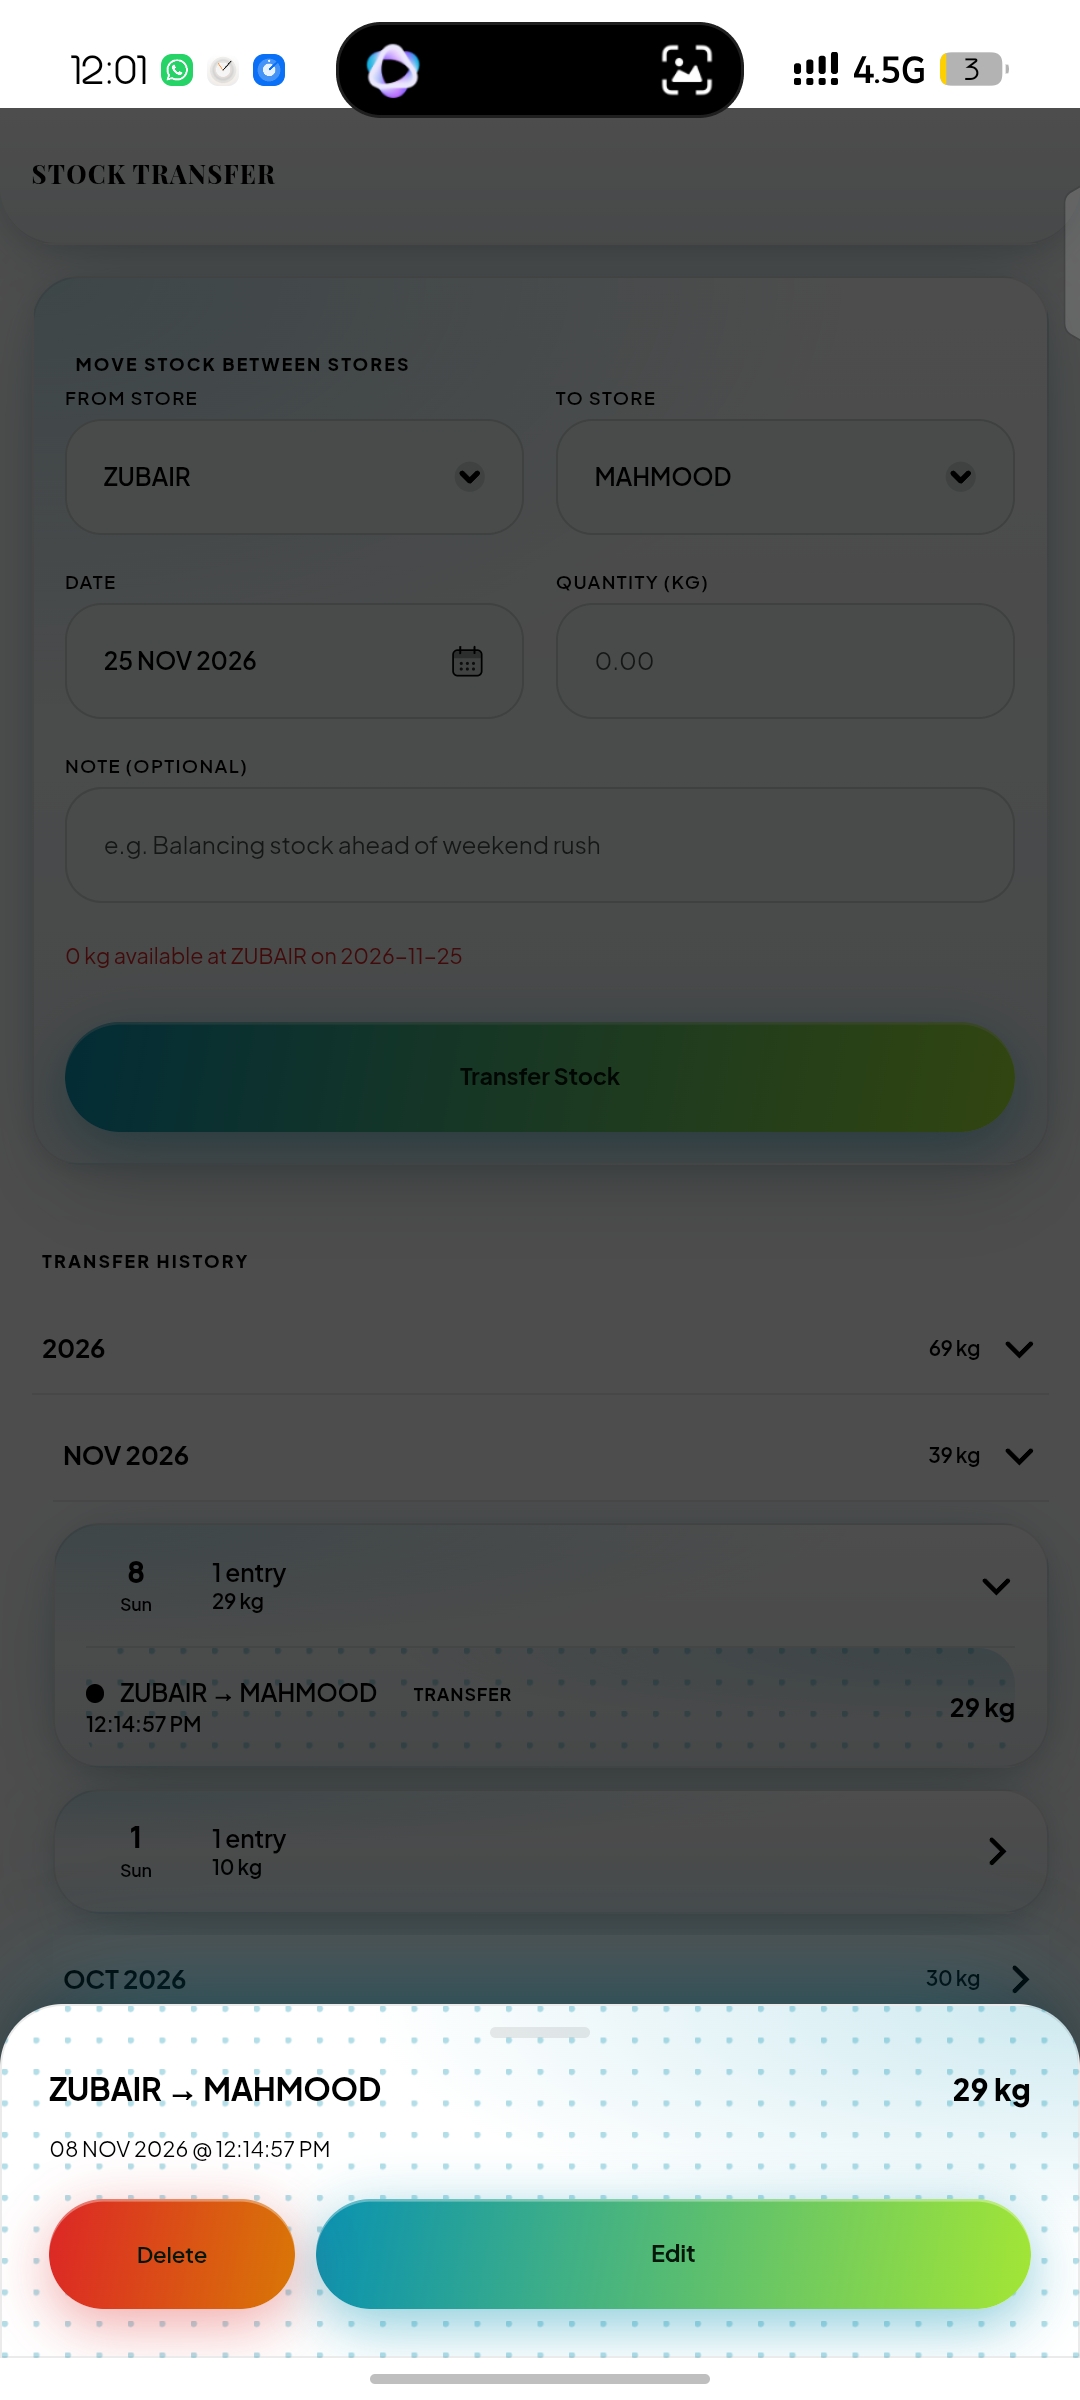 12:01 4.5G 3
STOCK TRANSFER
MOVE STOCK BETWEEN STORES
FROM STORE TO STORE
ZUBAIR MAHMOOD
DATE QUANTITY (KG)
25 NOV 2026 0.00
NOTE (OPTIONAL)
e.g. Balancing stock ahead of weekend rush
0 kg available at ZUBAIR on 2026-11-25
Transfer Stock
TRANSFER HISTORY
2026 69 kg
NOV 2026 39 kg
8 1 entry
Sun 29 kg
ZUBAIR → MAHMOOD TRANSFER
12:14:57 PM 29 kg
1 1 entry
Sun 10 kg
OCT 2026 30 kg
ZUBAIR → MAHMOOD 29 kg
08 NOV 2026 @ 12:14:57 PM
Delete Edit